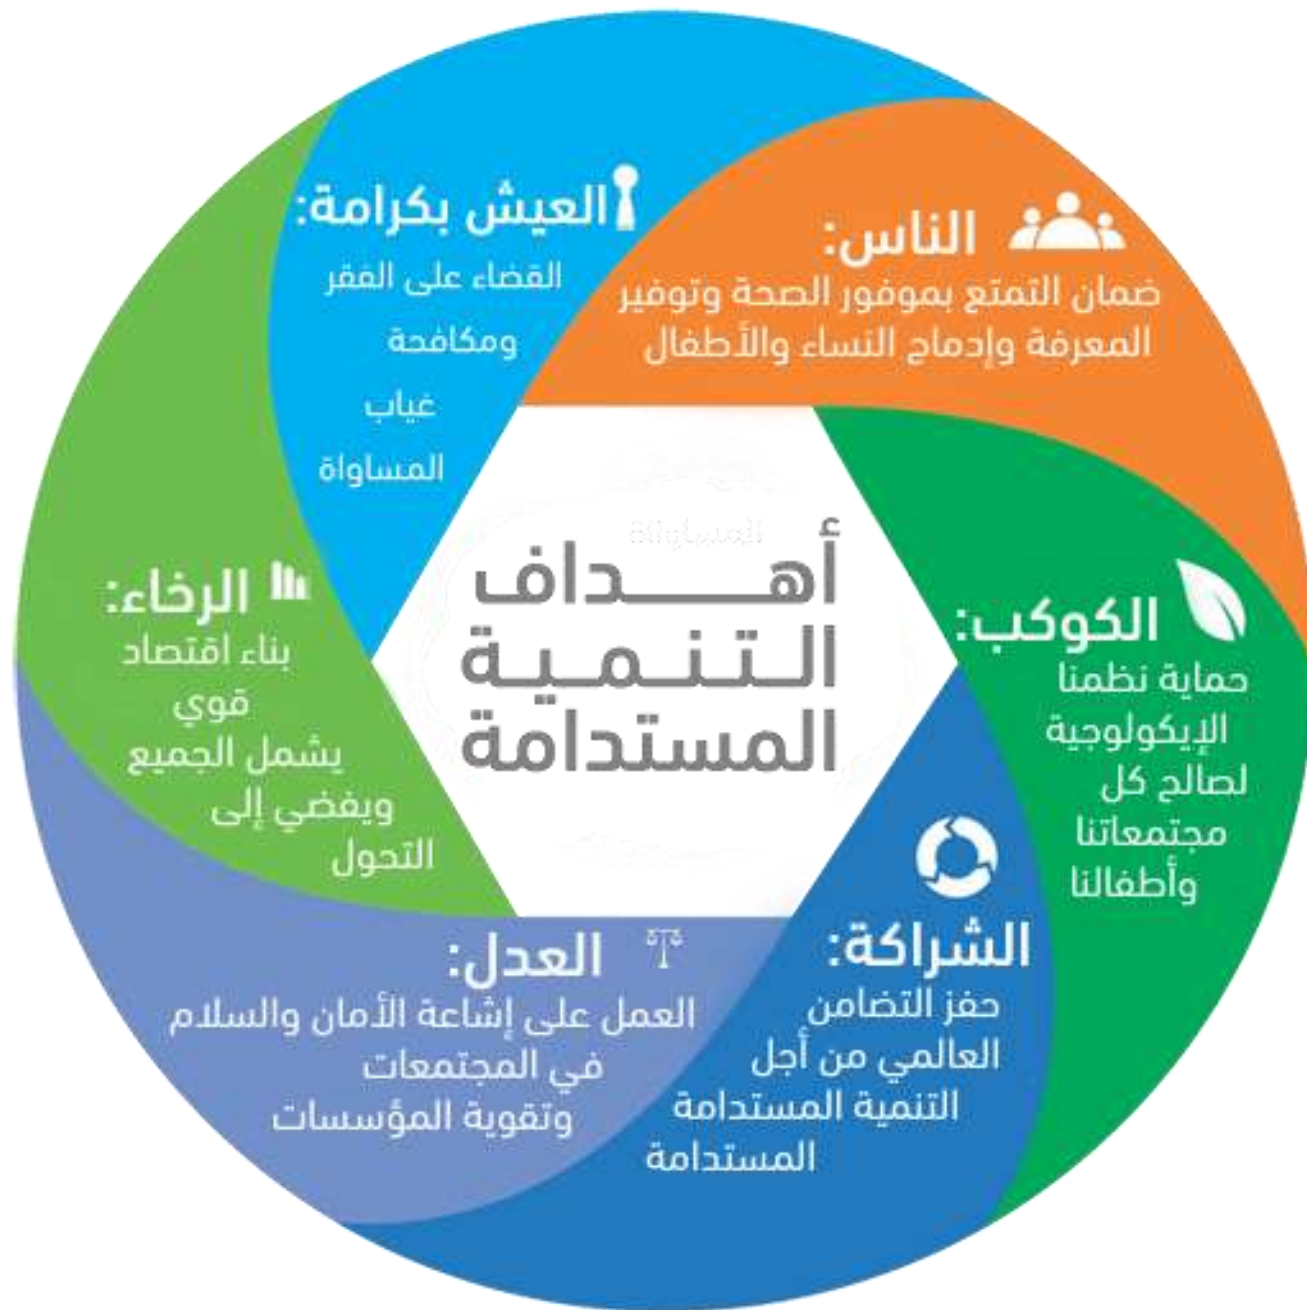 العيش بكرامة:
القضاء على الفقر
ومكافحة
غياب
المساواة
الناس:
ضمان التمتع بموفور الصحة وتوفير
المعرفة وإدماج النساء والأطفال
الكوكب:
حماية نظمنا
الإيكولوجية
لصالح كل
مجتمعاتنا
وأطفالنا
الشراكة:
حفز التضامن
العالمي من أجل
التنمية المستدامة
المستدامة
العدل:
العمل على إشاعة الأمان والسلام
في المجتمعات
وتقوية المؤسسات
الرخاء:
بناء اقتصاد
قوي
يشمل الجميع
ويفضي إلى
التحول
المساواة
أهداف
التنمية
المستدامة